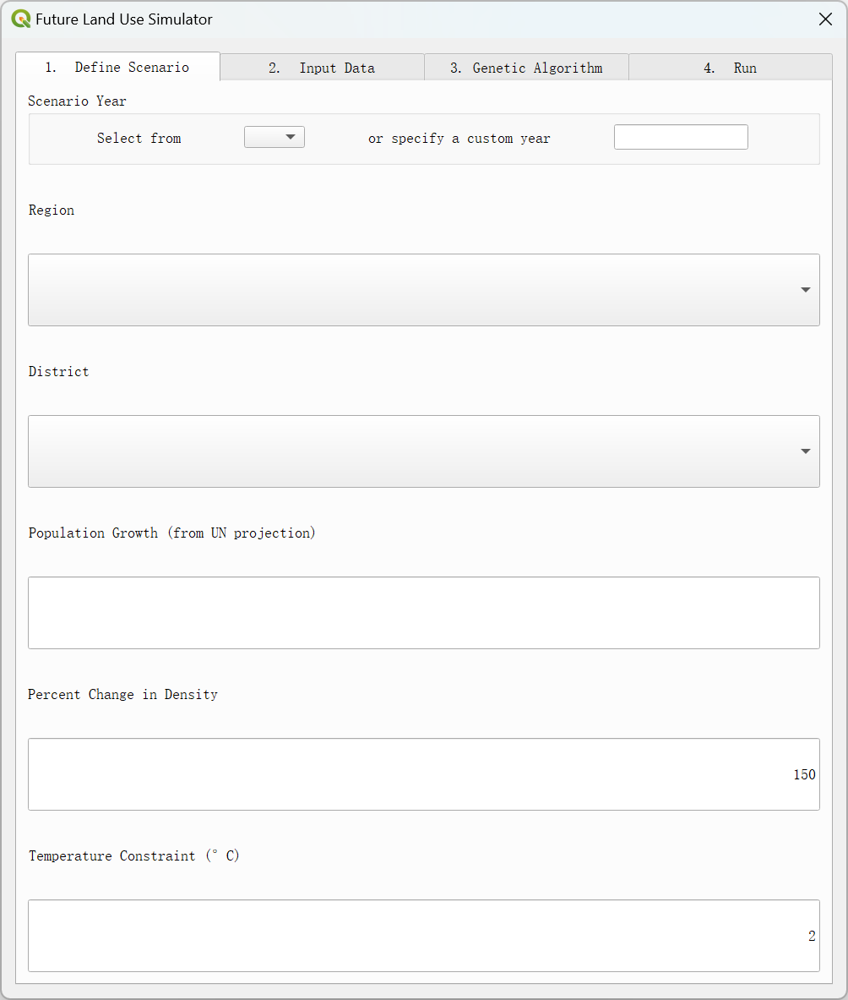 Future Land Use Simulator
1. Define Scenario
2. Input Data
3. Genetic Algorithm
4. Run
Scenario Year
Select from
or specify a custom year
Region
District
Population Growth (from UN projection)
Percent Change in Density
150
Temperature Constraint (° C)
2